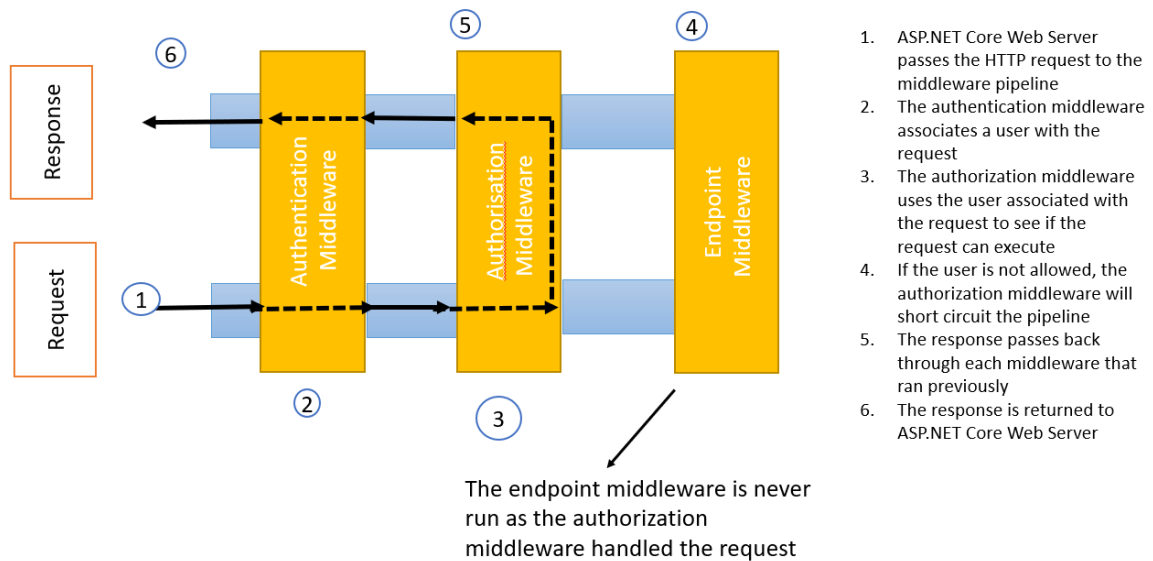 6
5
4
Response
Authentication
Middleware
Authorisation
Middleware
Endpoint
Middleware
Request
1
2
3
The endpoint middleware is never
run as the authorization
middleware handled the request
1. ASP.NET Core Web Server
passes the HTTP request to the
middleware pipeline
2. The authentication middleware
associates a user with the
request
3. The authorization middleware
uses the user associated with
the request to see if the
request can execute
4. If the user is not allowed, the
authorization middleware will
short circuit the pipeline
5. The response passes back
through each middleware that
ran previously
6. The response is returned to
ASP.NET Core Web Server